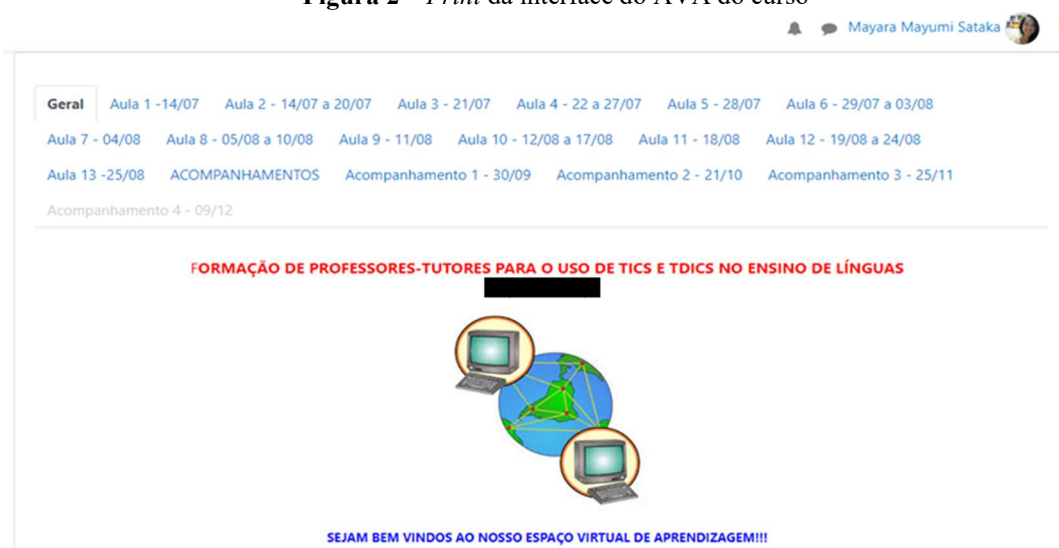 Figura 2 – Print da interface do AVA do curso
Mayara Mayumi Sataka
Geral Aula 1 -14/07 Aula 2 - 14/07 a 20/07 Aula 3 - 21/07 Aula 4 - 22 a 27/07 Aula 5 - 28/07 Aula 6 - 29/07 a 03/08
Aula 7 - 04/08 Aula 8 - 05/08 a 10/08 Aula 9 - 11/08 Aula 10 - 12/08 a 17/08 Aula 11 - 18/08 Aula 12 - 19/08 a 24/08
Aula 13 -25/08 ACOMPANHAMENTOS Acompanhamento 1 - 30/09 Acompanhamento 2 - 21/10 Acompanhamento 3 - 25/11
Acompanhamento 4 - 09/12
FORMAÇÃO DE PROFESSORES-TUTORES PARA O USO DE TICS E TDICS NO ENSINO DE LÍNGUAS
SEJAM BEM VINDOS AO NOSSO ESPAÇO VIRTUAL DE APRENDIZAGEM!!!